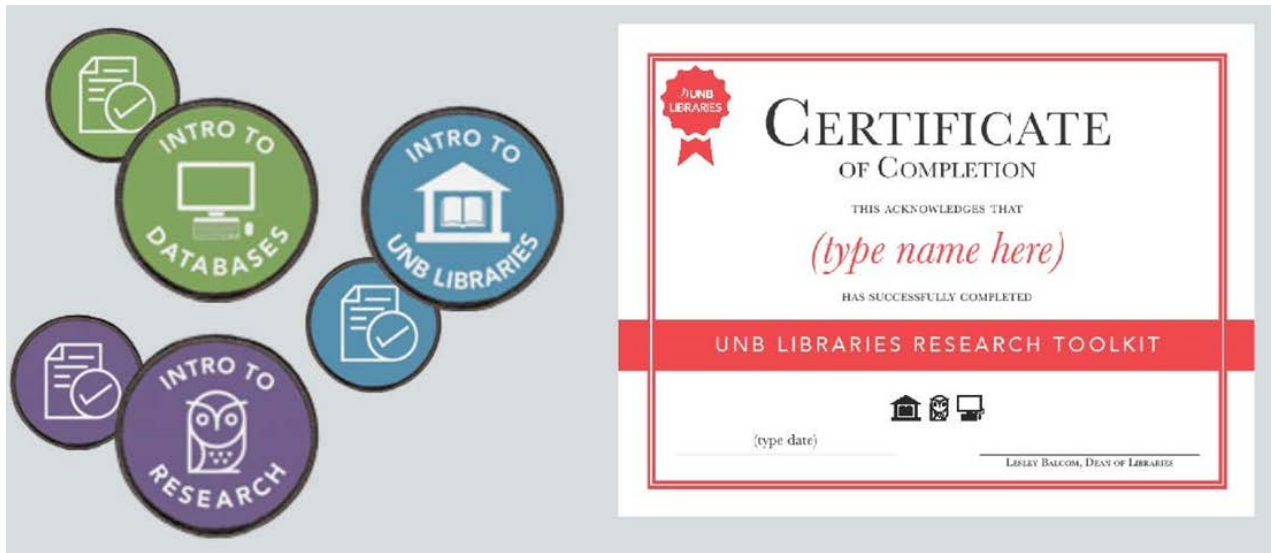 INTRO TO
DATABASES
INTRO TO
UNB LIBRARIES
INTRO TO
RESEARCH
UNB
LIBRARIES
CERTIFICATE
OF COMPLETION
THIS ACKNOWLEDGES THAT
(type name here)
HAS SUCCESSFULLY COMPLETED
UNB LIBRARIES RESEARCH TOOLKIT
(type date)
LESLEY BALCOM, DEAN OF LIBRARIES